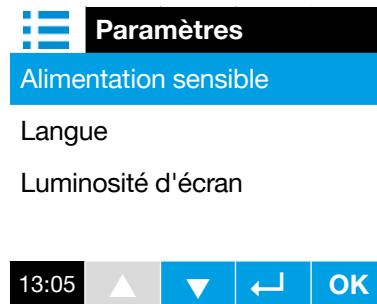 Paramètres
Alimentation sensible
Langue
Luminosité d'écran
13:05 OK